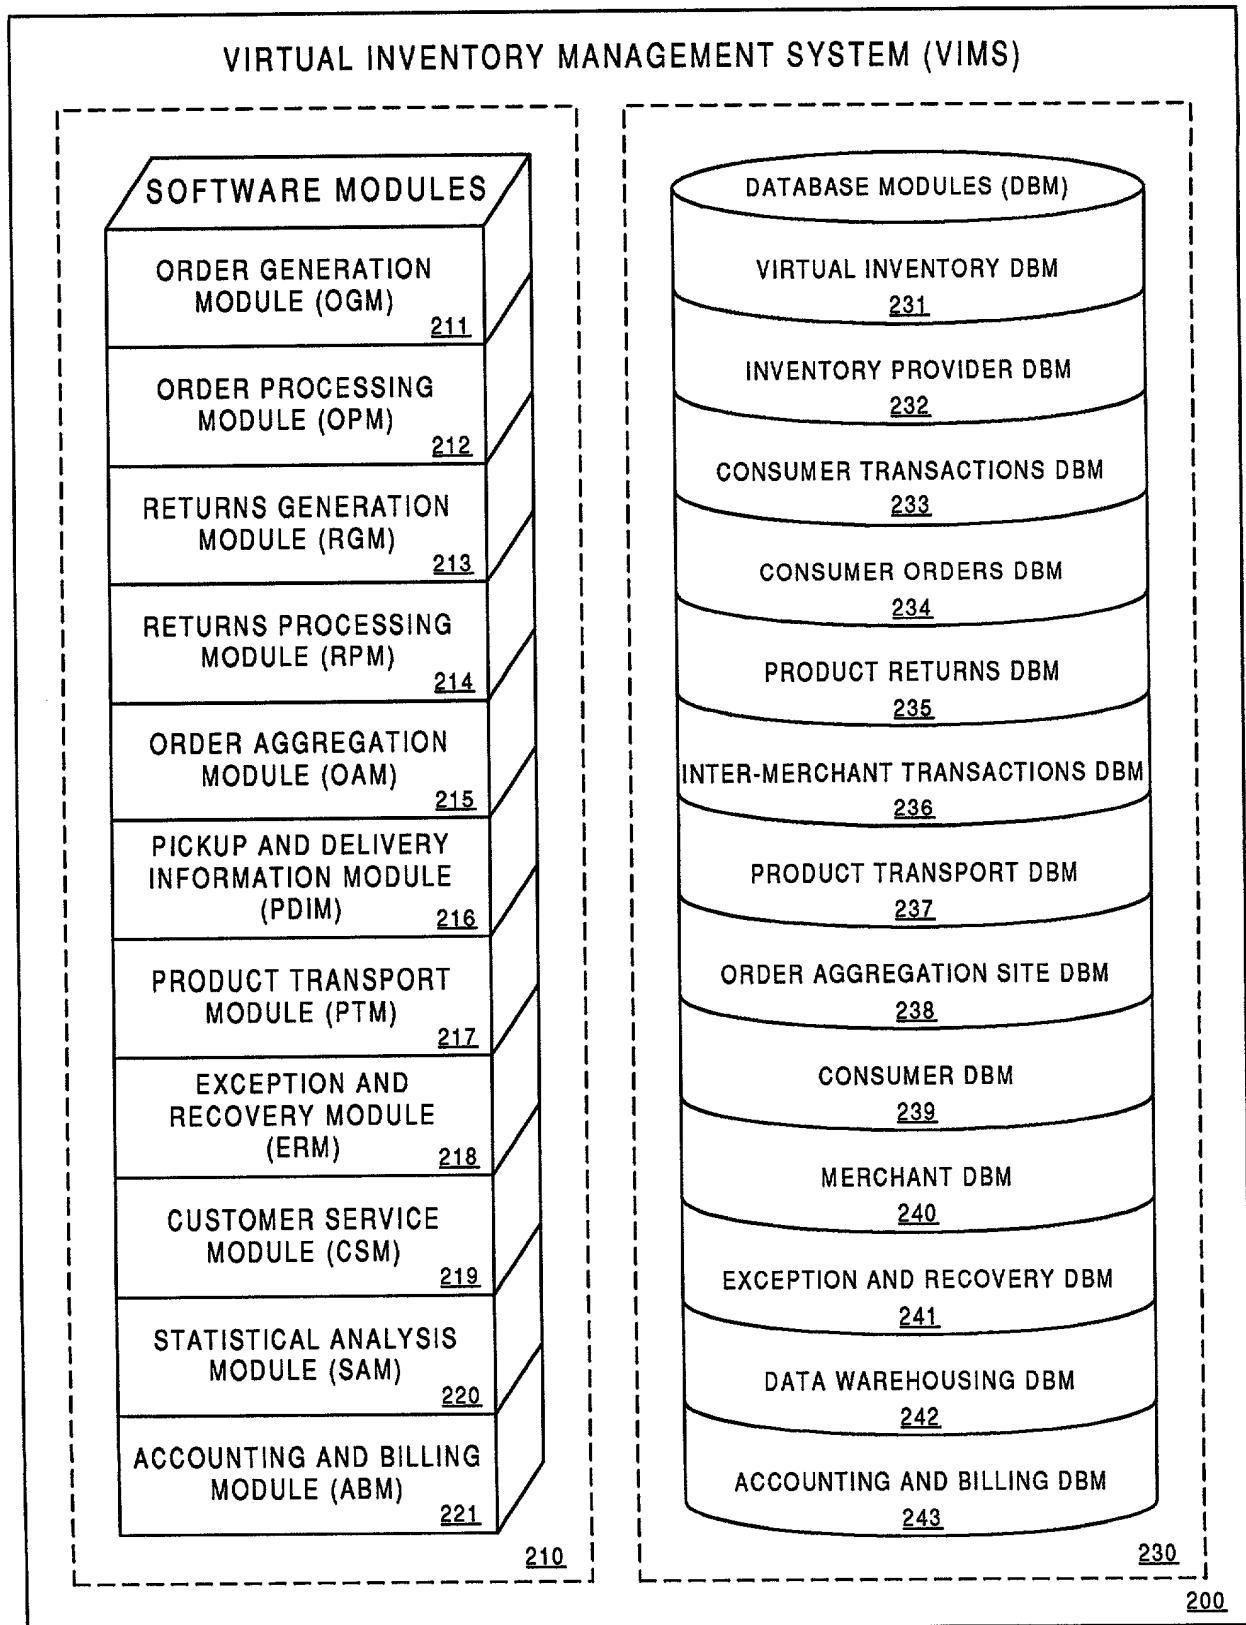 VIRTUAL INVENTORY MANAGEMENT SYSTEM (VIMS)
SOFTWARE MODULES
ORDER GENERATION
MODULE (OGM)
211
ORDER PROCESSING
MODULE (OPM)
212
RETURNS GENERATION
MODULE (RGM)
213
RETURNS PROCESSING
MODULE (RPM)
214
ORDER AGGREGATION
MODULE (OAM)
215
PICKUP AND DELIVERY
INFORMATION MODULE
(PDIM)
216
PRODUCT TRANSPORT
MODULE (PTM)
217
EXCEPTION AND
RECOVERY MODULE
(ERM)
218
CUSTOMER SERVICE
MODULE (CSM)
219
STATISTICAL ANALYSIS
MODULE (SAM)
220
ACCOUNTING AND BILLING
MODULE (ABM)
221
210
DATABASE MODULES (DBM)
VIRTUAL INVENTORY DBM
231
INVENTORY PROVIDER DBM
232
CONSUMER TRANSACTIONS DBM
233
CONSUMER ORDERS DBM
234
PRODUCT RETURNS DBM
235
INTER-MERCHANT TRANSACTIONS DBM
236
PRODUCT TRANSPORT DBM
237
ORDER AGGREGATION SITE DBM
238
CONSUMER DBM
239
MERCHANT DBM
240
EXCEPTION AND RECOVERY DBM
241
DATA WAREHOUSING DBM
242
ACCOUNTING AND BILLING DBM
243
230
200